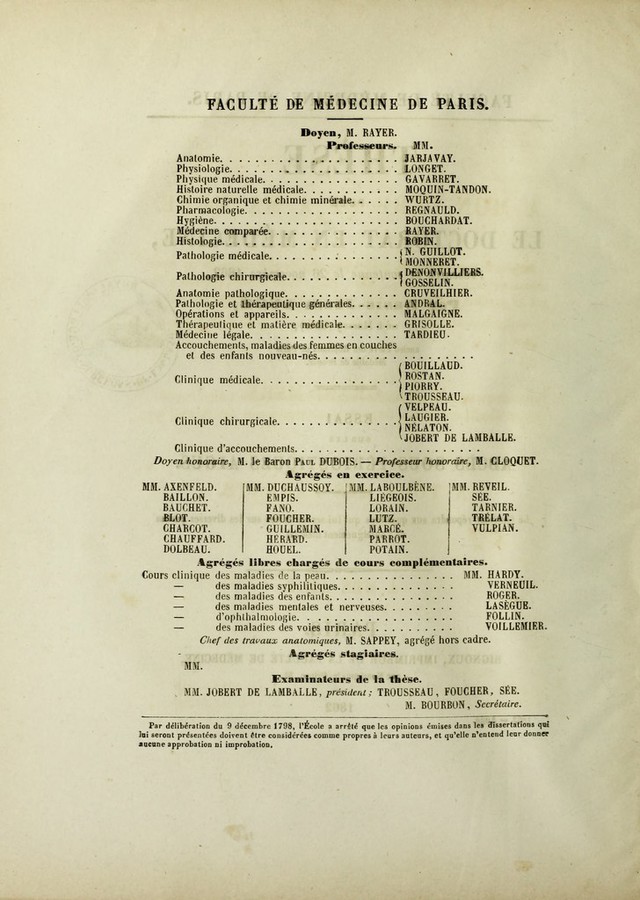 FACULTÉ DE MÉDECINE DE PARIS.
Doyen, M. RAYER.
Professeurs. MM.
Anatomie. . . . . . . . . . . . . . . . . . . . JARJAVAY.
Physiologie. . . . . . . . . . . . . . . . . . . LONGET.
Physique médicale. . . . . . . . . . . . . . . . GAVARRET.
Histoire naturelle médicale. . . . . . . . . . . MOQUIN-TANDON.
Chimie organique et chimie minérale. . . . . . WURTZ.
Pharmacologie. . . . . . . . . . . . . . . . . . REGNAULD.
Hygiène. . . . . . . . . . . . . . . . . . . . . BOUCHARDAT.
Médecine comparée. . . . . . . . . . . . . . . RAYER.
Histologie. . . . . . . . . . . . . . . . . . . . ROBIN.
Pathologie médicale. . . . . . . . . . . . . . . { N. GUILLOT.
MONNERET.
Pathologie chirurgicale. . . . . . . . . . . . . { DENONVILLIERS.
GOSSELIN.
Anatomie pathologique. . . . . . . . . . . . . CRUVEILHIER.
Pathologie et thérapeutique générales. . . . . . ANDRAL.
Opérations et appareils. . . . . . . . . . . . . MALGAIGNE.
Thérapeutique et matière médicale. . . . . . . GRISOLLE.
Médecine légale. . . . . . . . . . . . . . . . . TARDIEU.
Accouchements, maladies des femmes en couches
et des enfants nouveau-nés. . . . . . . . . . . . . . . . . . .
Clinique médicale. . . . . . . . . . . . . . . . { BOUILLAUD.
ROSTAN.
PIORRY.
TROUSSEAU.
Clinique chirurgicale. . . . . . . . . . . . . . { VELPEAU.
LAUGIER.
NÉLATON.
JOBERT DE LAMBALLE.
Clinique d'accouchements. . . . . . . . . . . . . . . . . . . . .
Doyen honoraire, M. le Baron PAUL DUBOIS. — Professeur honoraire, M. CLOQUET.
Agrégés en exercice.
MM. AXENFELD. MM. DUCHAUSSOY. MM. LABOULBÈNE. MM. REVEIL.
BAILLON. EMPIS. LIÉGEOIS. SÉE.
BAUCHET. FANO. LORAIN. TARNIER.
BLOT. FOUCHER. LUTZ. TRÉLAT.
CHARCOT. GUILLEMIN. MARCÉ. VULPIAN.
CHAUFFARD. HÉRARD. PARROT.
DOLBEAU. HOUEL. POTAIN.
Agrégés libres chargés de cours complémentaires.
Cours clinique des maladies de la peau. . . . . . . . . . . . . . . . MM. HARDY.
— des maladies syphilitiques. . . . . . . . . . . . . VERNEUIL.
— des maladies des enfants. . . . . . . . . . . . . . ROGER.
— des maladies mentales et nerveuses. . . . . . . . . LASÈGUE.
— d'ophthalmologie. . . . . . . . . . . . . . . . . . FOLLIN.
— des maladies des voies urinaires. . . . . . . . . . VOILLEMIER.
Chef des travaux anatomiques, M. SAPPEY, agrégé hors cadre.
Agrégés stagiaires.
MM.
Examinateurs de la thèse.
MM. JOBERT DE LAMBALLE, président; TROUSSEAU, FOUCHER, SÉE.
M. BOURBON, Secrétaire.
Par délibération du 9 décembre 1798, l'École a arrêté que les opinions émises dans les dissertations qui
lui seront présentées doivent être considérées comme propres à leurs auteurs, et qu'elle n'entend leur donner
aucune approbation ni improbation.